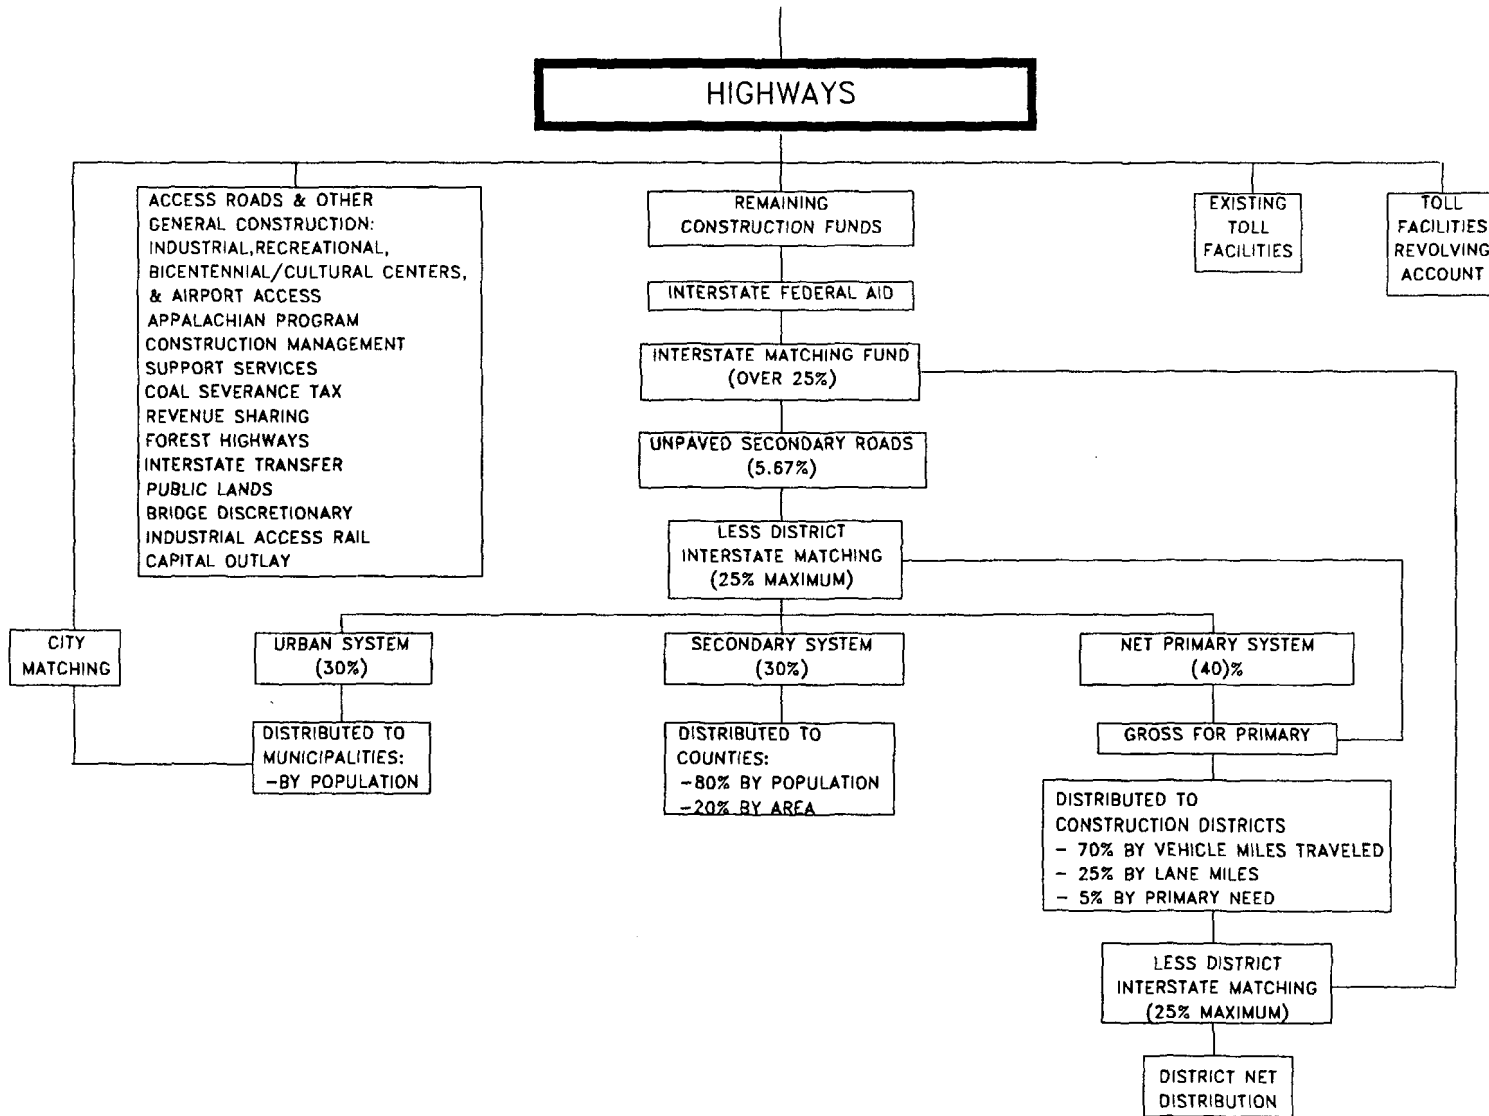 HIGHWAYS
ACCESS ROADS & OTHER
GENERAL CONSTRUCTION:
INDUSTRIAL,RECREATIONAL,
BICENTENNIAL/CULTURAL CENTERS,
& AIRPORT ACCESS
APPALACHIAN PROGRAM
CONSTRUCTION MANAGEMENT
SUPPORT SERVICES
COAL SEVERANCE TAX
REVENUE SHARING
FOREST HIGHWAYS
INTERSTATE TRANSFER
PUBLIC LANDS
BRIDGE DISCRETIONARY
INDUSTRIAL ACCESS RAIL
CAPITAL OUTLAY
REMAINING
CONSTRUCTION FUNDS
EXISTING
TOLL
FACILITIES
TOLL
FACILITIES
REVOLVING
ACCOUNT
INTERSTATE FEDERAL AID
INTERSTATE MATCHING FUND
(OVER 25%)
UNPAVED SECONDARY ROADS
(5.67%)
LESS DISTRICT
INTERSTATE MATCHING
(25% MAXIMUM)
CITY
MATCHING
URBAN SYSTEM
(30%)
SECONDARY SYSTEM
(30%)
NET PRIMARY SYSTEM
(40)%
DISTRIBUTED TO
MUNICIPALITIES:
-BY POPULATION
DISTRIBUTED TO
COUNTIES:
-80% BY POPULATION
-20% BY AREA
GROSS FOR PRIMARY
DISTRIBUTED TO
CONSTRUCTION DISTRICTS
- 70% BY VEHICLE MILES TRAVELED
- 25% BY LANE MILES
- 5% BY PRIMARY NEED
LESS DISTRICT
INTERSTATE MATCHING
(25% MAXIMUM)
DISTRICT NET
DISTRIBUTION